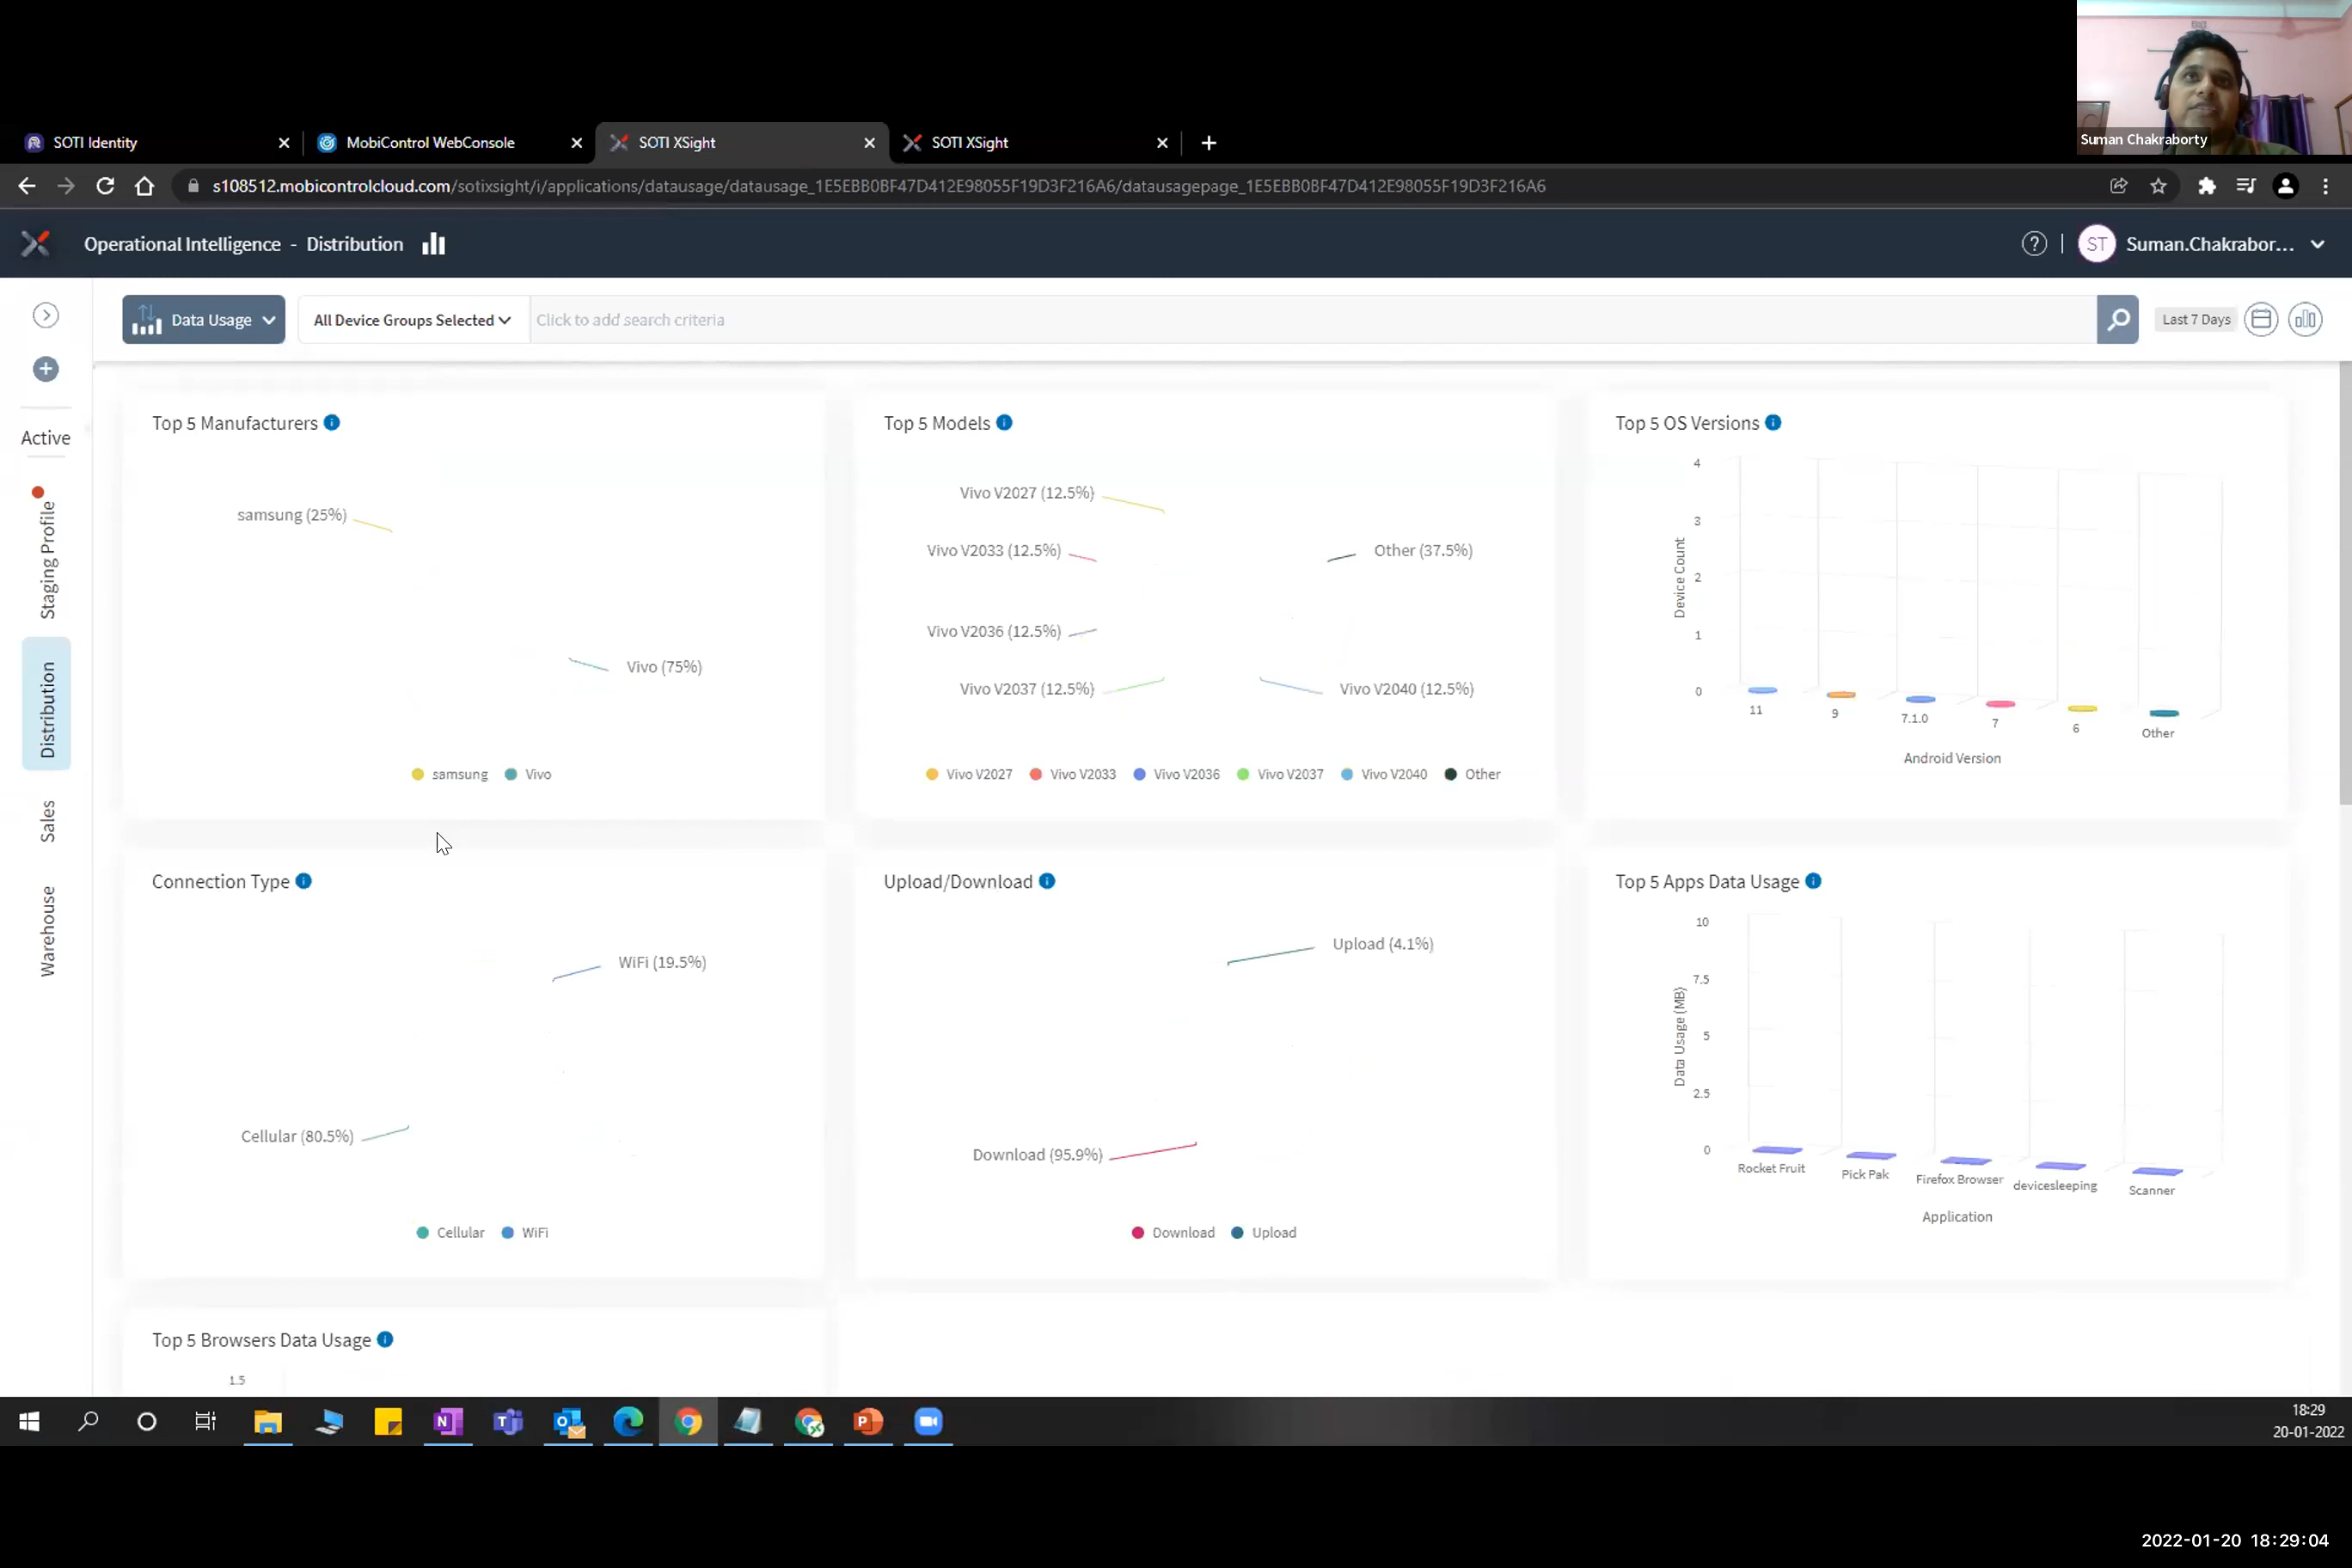 Suman Chakraborty
SOTI Identity
MobiControl WebConsole
SOTI XSight
SOTI XSight
s108512.mobicontrolcloud.com/sotixsight/i/applications/datausage/datausage_1E5EBB0BF47D412E98055F19D3F216A6/datausagepage_1E5EBB0BF47D412E98055F19D3F216A6
Operational Intelligence - Distribution
ST Suman.Chakrabor...
Data Usage
All Device Groups Selected
Click to add search criteria
Last 7 Days
Active
Staging Profile
Distribution
Sales
Warehouse
Top 5 Manufacturers
samsung (25%)
Vivo (75%)
samsung Vivo
Top 5 Models
Vivo V2027 (12.5%)
Vivo V2033 (12.5%)
Other (37.5%)
Vivo V2036 (12.5%)
Vivo V2037 (12.5%)
Vivo V2040 (12.5%)
Vivo V2027 Vivo V2033 Vivo V2036 Vivo V2037 Vivo V2040 Other
Top 5 OS Versions
Device Count
4
3
2
1
0
11 9 7.1.0 7 6 Other
Android Version
Connection Type
WiFi (19.5%)
Cellular (80.5%)
Cellular WiFi
Upload/Download
Upload (4.1%)
Download (95.9%)
Download Upload
Top 5 Apps Data Usage
Data Usage (MB)
10
7.5
5
2.5
0
Rocket Fruit Pick Pak Firefox Browser devicesleeping Scanner
Application
Top 5 Browsers Data Usage
1.5
18:29
20-01-2022
2022-01-20 18:29:04